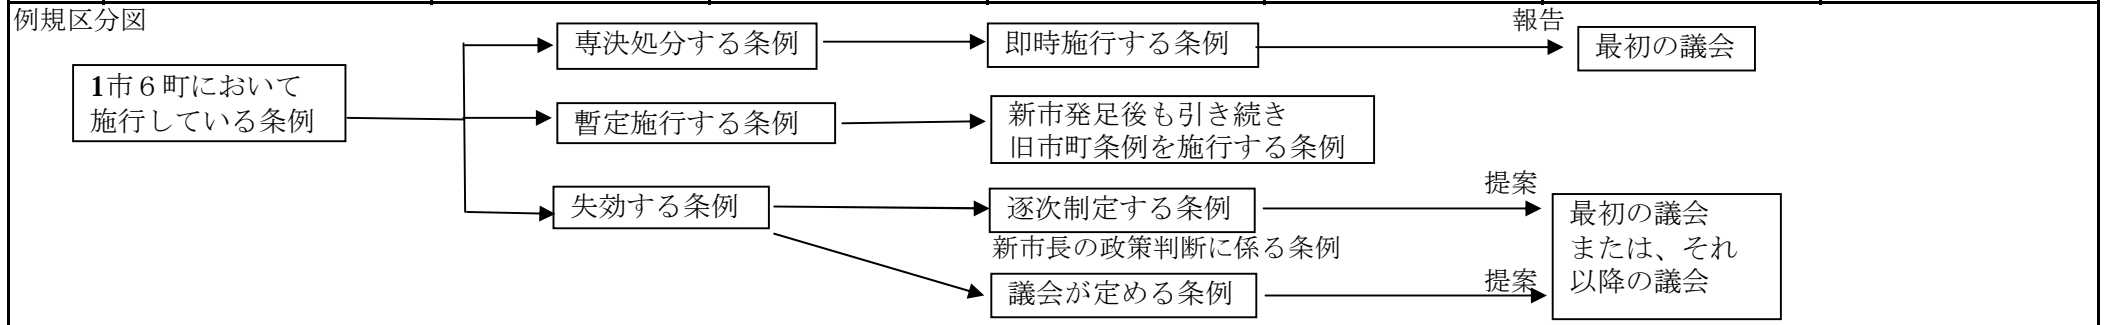 例規区分図
1市６町において
施行している条例
専決処分する条例
即時施行する条例
報告
最初の議会
暫定施行する条例
新市発足後も引き続き
旧市町条例を施行する条例
失効する条例
逐次制定する条例
新市長の政策判断に係る条例
提案
議会が定める条例
提案
最初の議会
または、それ
以降の議会